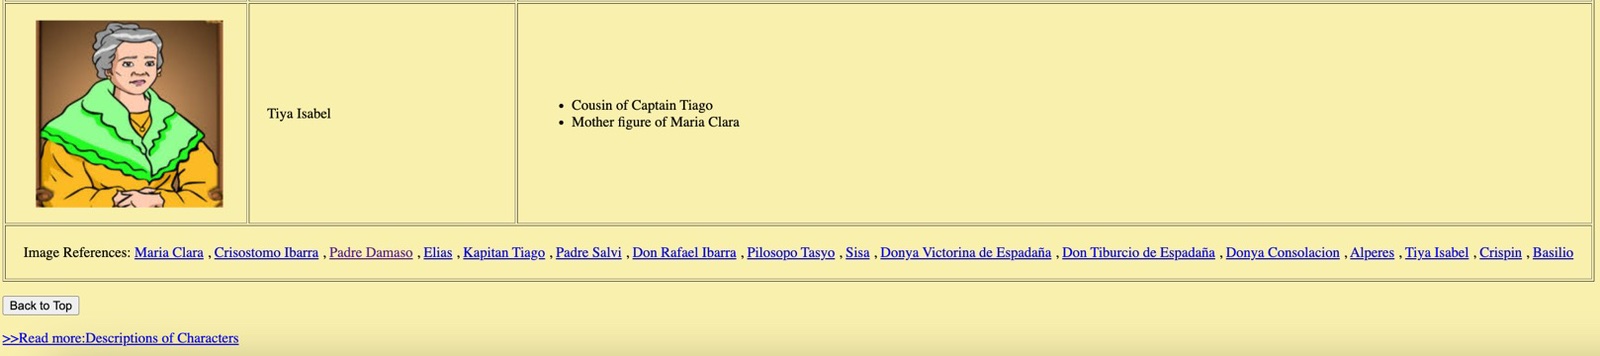 Tiya Isabel
• Cousin of Captain Tiago
• Mother figure of Maria Clara
Image References: Maria Clara , Crisostomo Ibarra , Padre Damaso , Elias , Kapitan Tiago , Padre Salvi , Don Rafael Ibarra , Pilosopo Tasyo , Sisa , Donya Victorina de Espadaña , Don Tiburcio de Espadaña , Donya Consolacion , Alperes , Tiya Isabel , Crispin , Basilio
Back to Top
>>Read more:Descriptions of Characters